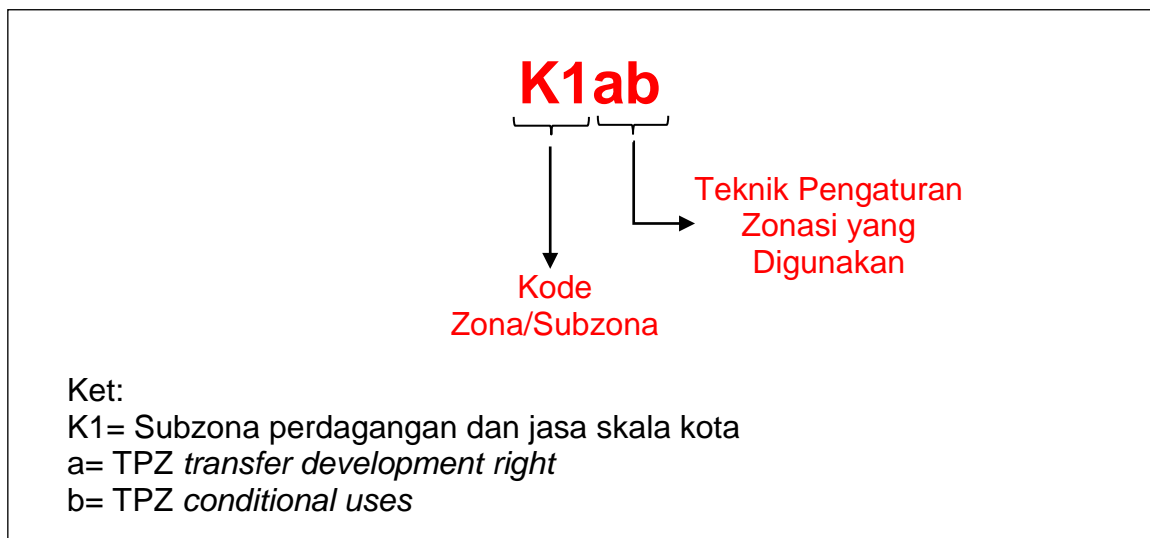 K1ab
Teknik Pengaturan
Zonasi yang
Digunakan
Kode
Zona/Subzona
Ket:
K1= Subzona perdagangan dan jasa skala kota
a= TPZ transfer development right
b= TPZ conditional uses